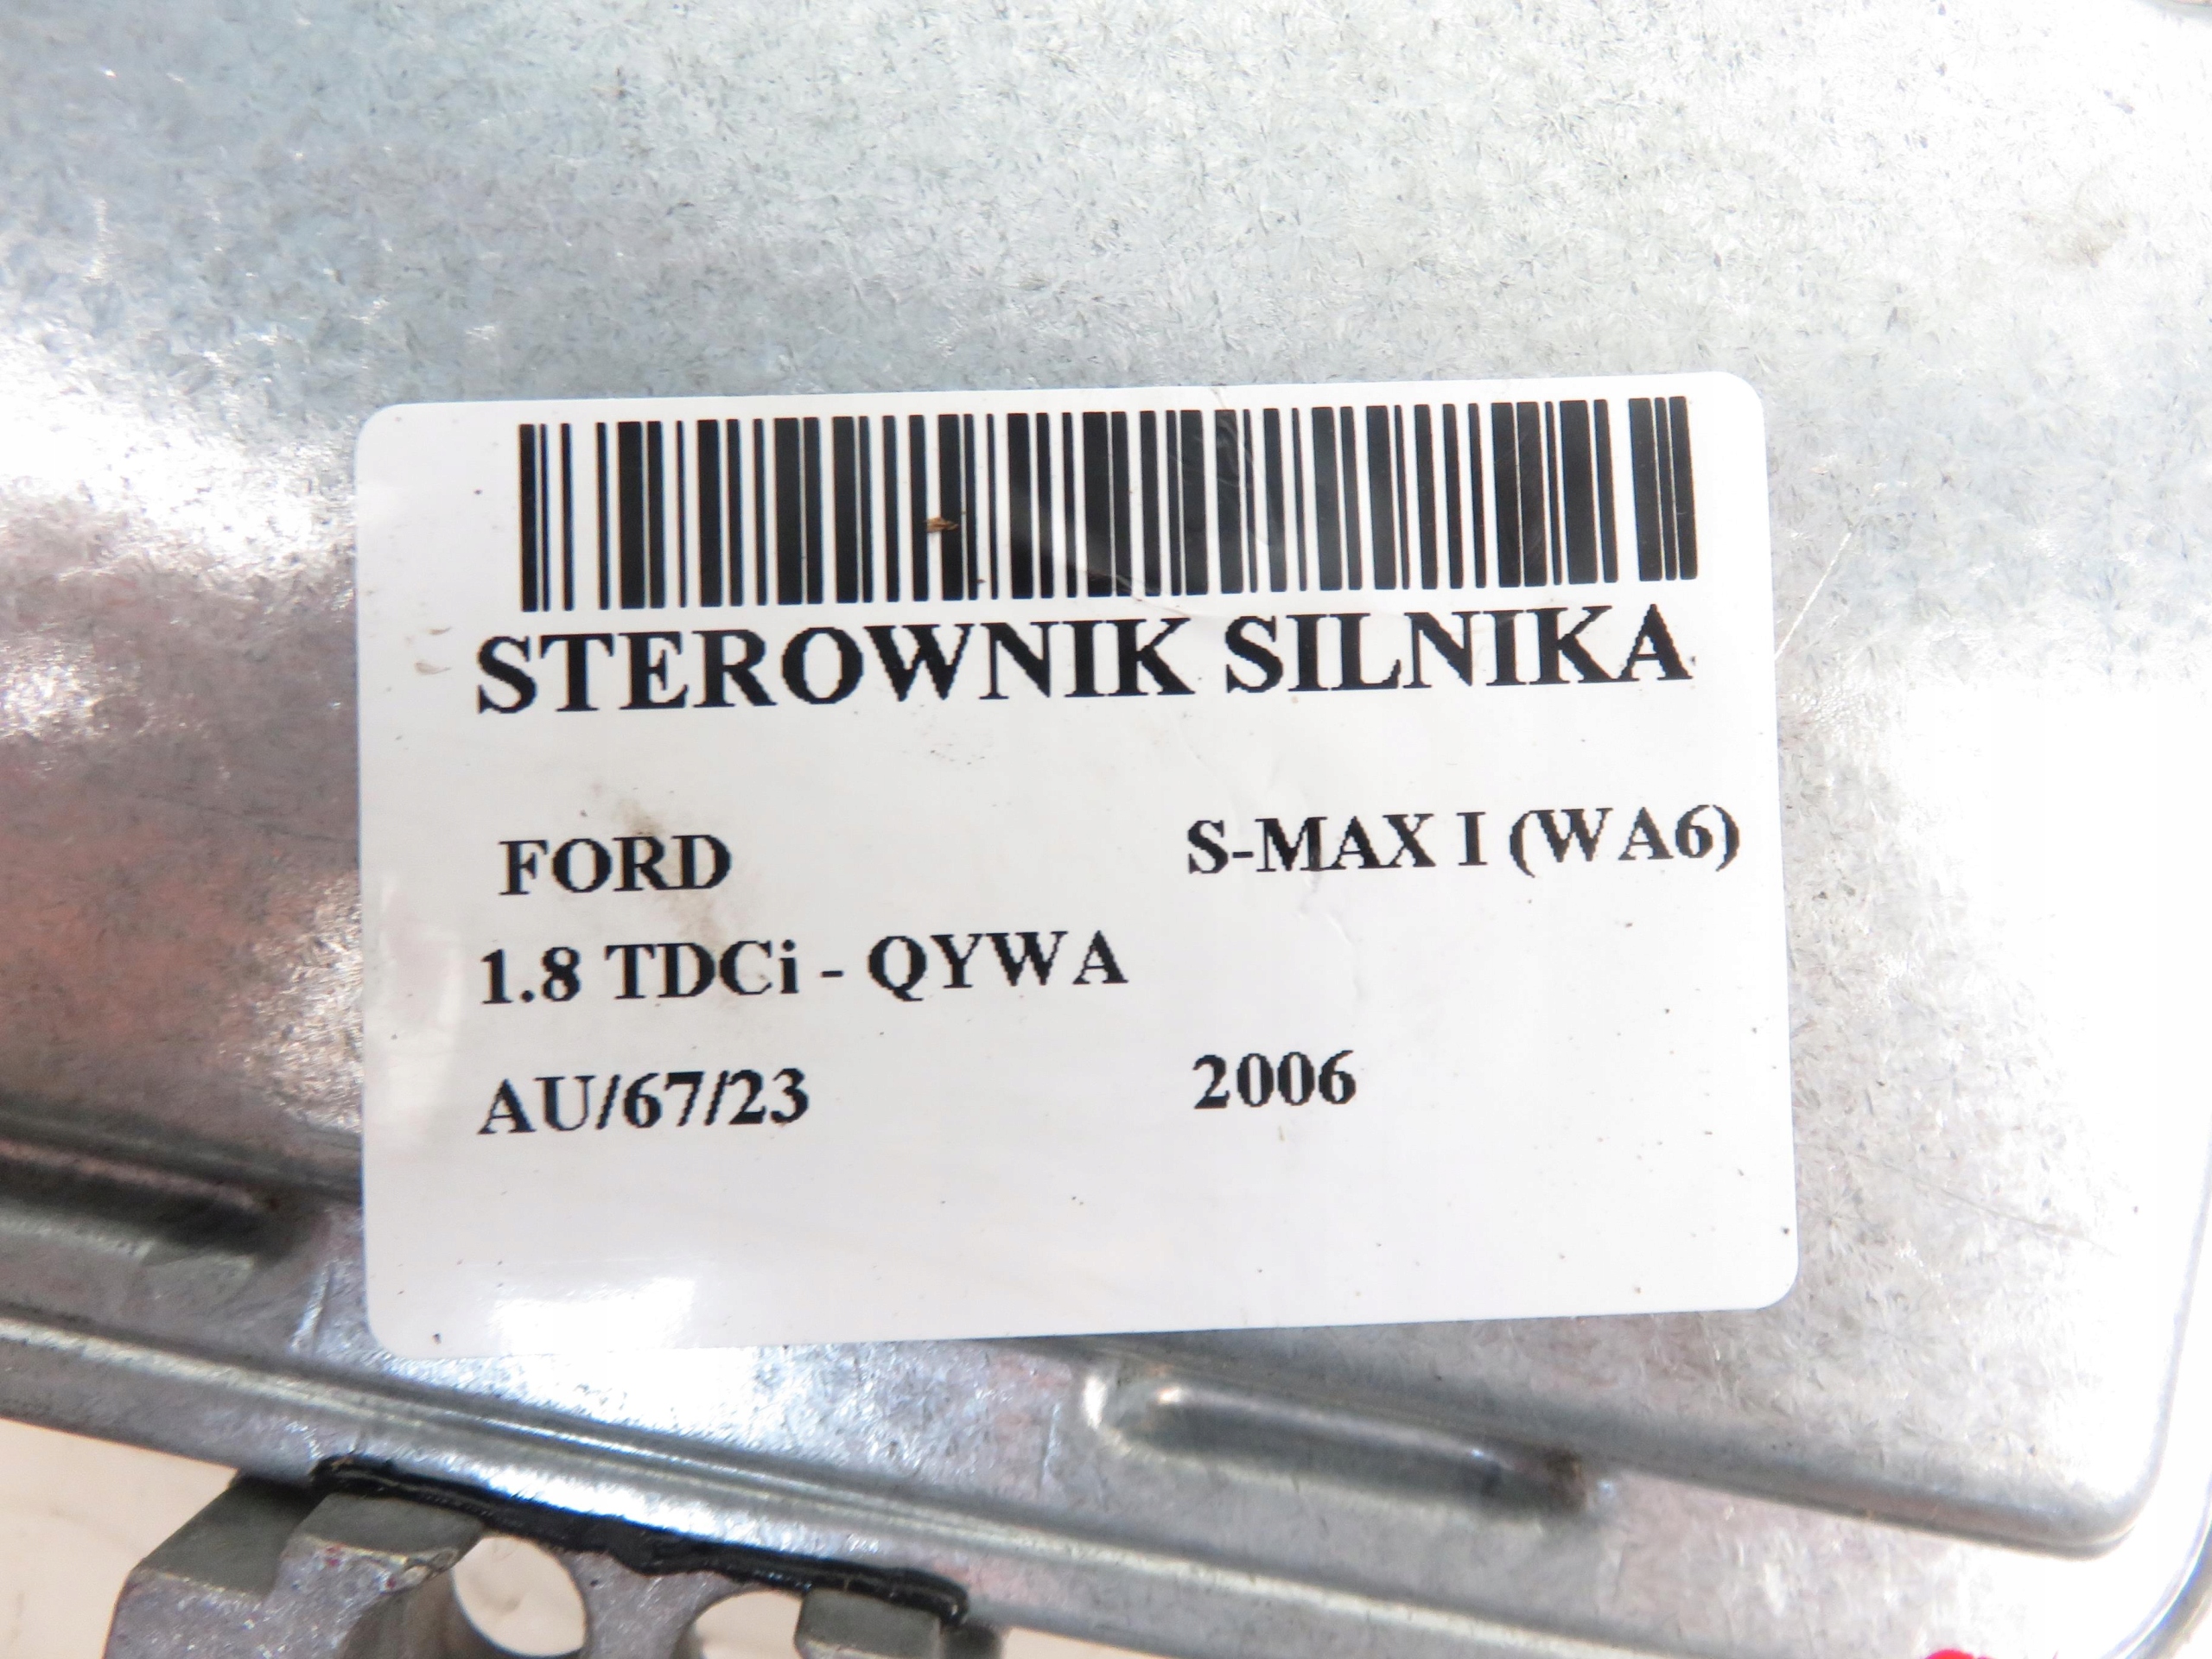 STEROWNIK SILNIKA
FORD S-MAX I (WA6)
1.8 TDCi - QYWA
AU/67/23 2006